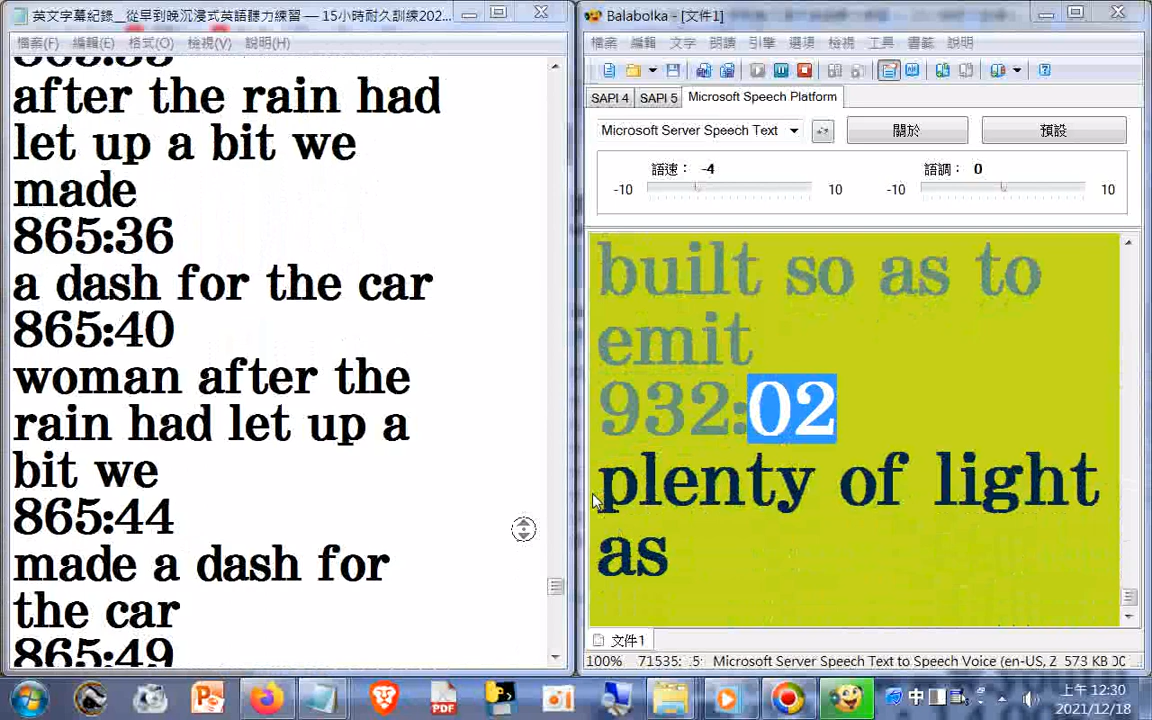 英文字幕紀錄__從早到晚沉浸式英語聽力練習 — 15小時耐久訓練202...
檔案(F) 編輯(E) 格式(O) 檢視(V) 說明(H)
865:35
after the rain had
let up a bit we
made
865:36
a dash for the car
865:40
woman after the
rain had let up a
bit we
865:44
made a dash for
the car
865:49
Balabolka - [文件1]
檔案 編輯 文字 朗讀 引擎 選項 檢視 工具 書籤 說明
SAPI 4 SAPI 5 Microsoft Speech Platform
Microsoft Server Speech Text 關於 預設
語速： -4 語調： 0
-10 10 -10 10
built so as to
emit
932:02
plenty of light
as
文件1
100% 71535: Microsoft Server Speech Text to Speech Voice (en-US, 573 KB
PDF
中
上午 12:30
2021/12/18